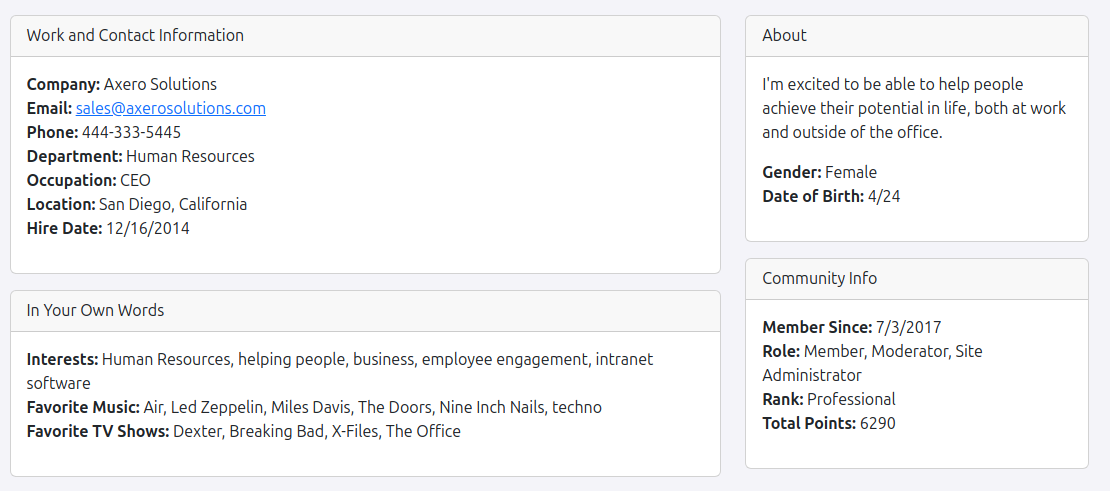 Work and Contact Information
Company: Axero Solutions
Email: sales@axerosolutions.com
Phone: 444-333-5445
Department: Human Resources
Occupation: CEO
Location: San Diego, California
Hire Date: 12/16/2014
In Your Own Words
Interests: Human Resources, helping people, business, employee engagement, intranet
software
Favorite Music: Air, Led Zeppelin, Miles Davis, The Doors, Nine Inch Nails, techno
Favorite TV Shows: Dexter, Breaking Bad, X-Files, The Office
About
I'm excited to be able to help people
achieve their potential in life, both at work
and outside of the office.
Gender: Female
Date of Birth: 4/24
Community Info
Member Since: 7/3/2017
Role: Member, Moderator, Site
Administrator
Rank: Professional
Total Points: 6290